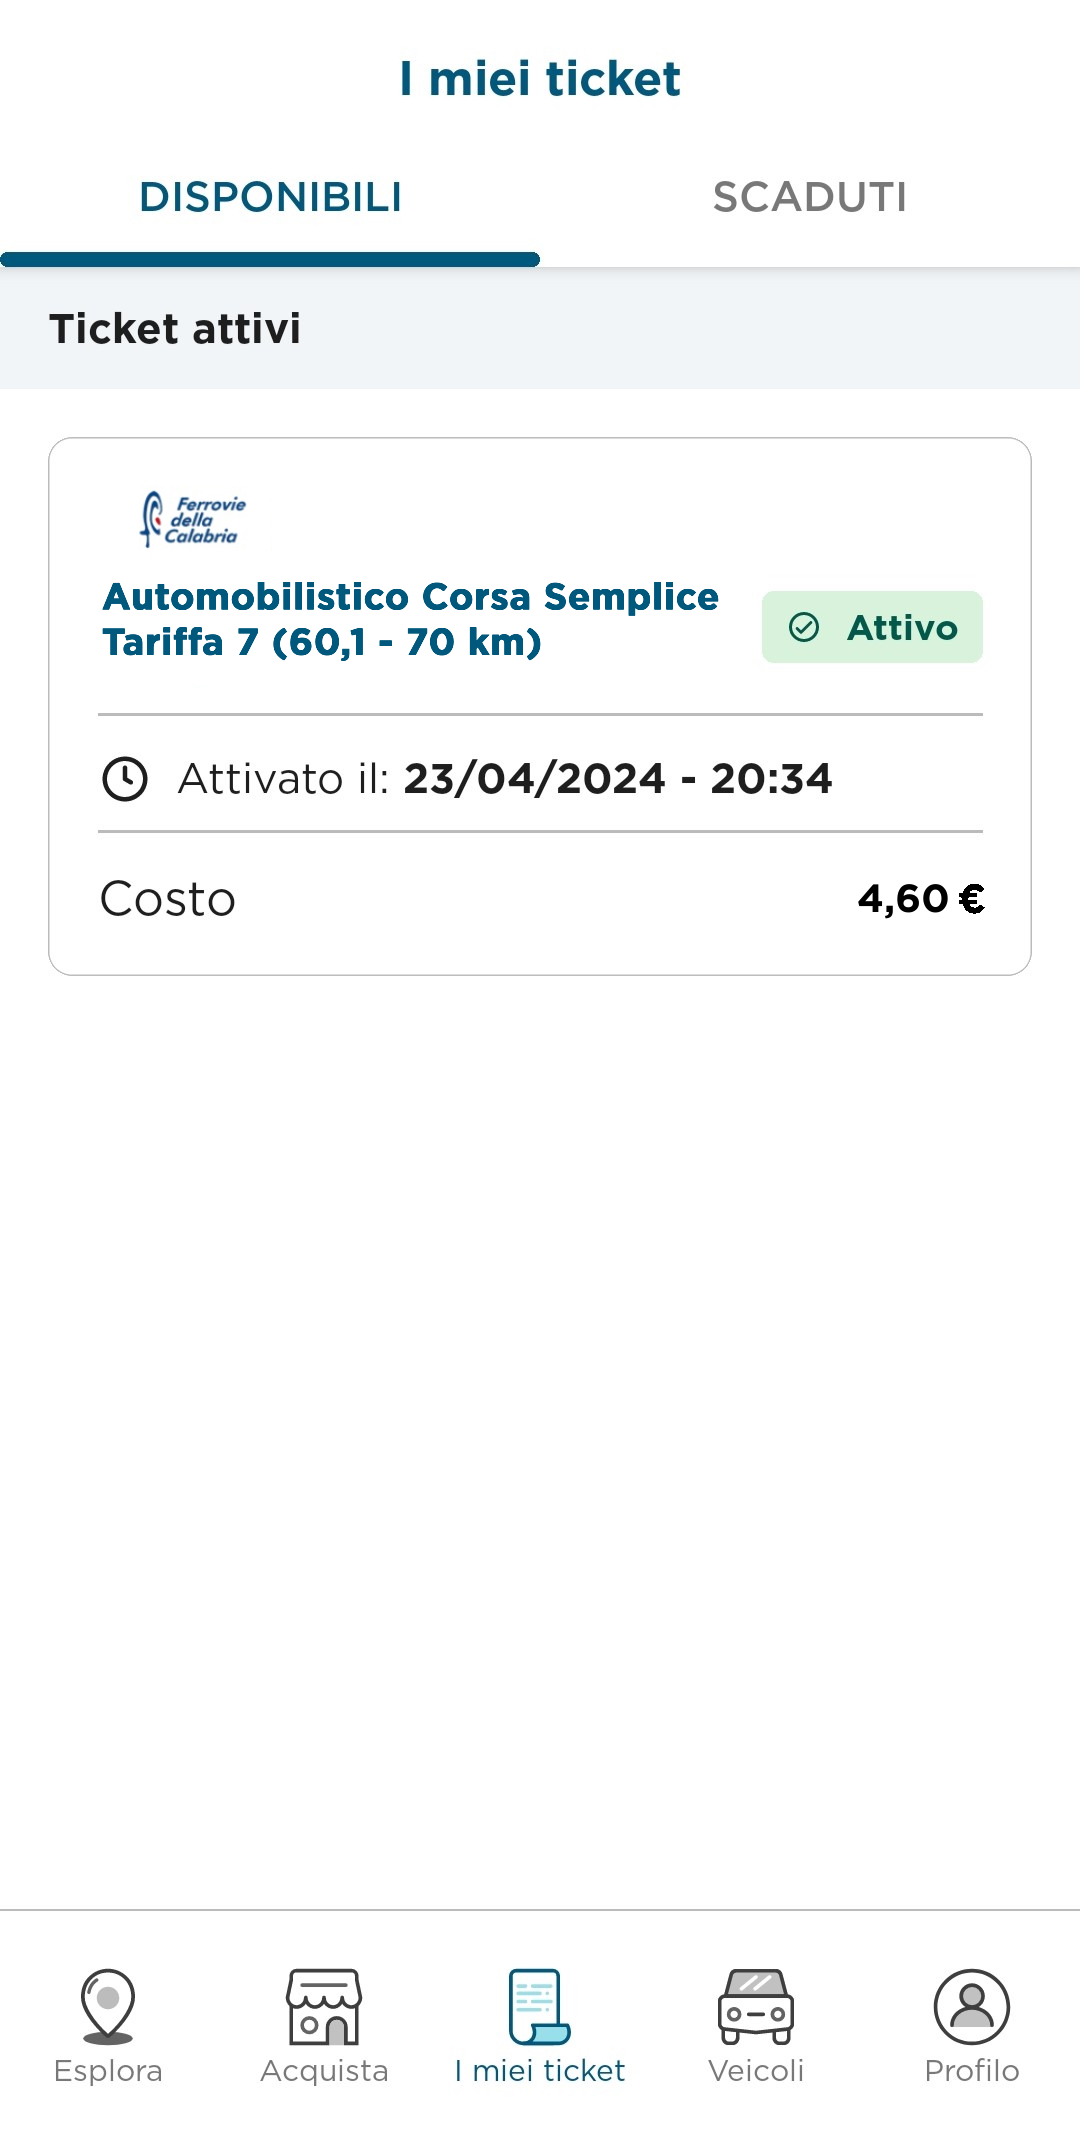 I miei ticket
DISPONIBILI
SCADUTI
Ticket attivi
Ferrovie
della
Calabria
Automobilistico Corsa Semplice
Tariffa 7 (60,1 - 70 km)
Attivo
Attivato il: 23/04/2024 - 20:34
Costo
4,60 €
Esplora
Acquista
I miei ticket
Veicoli
Profilo